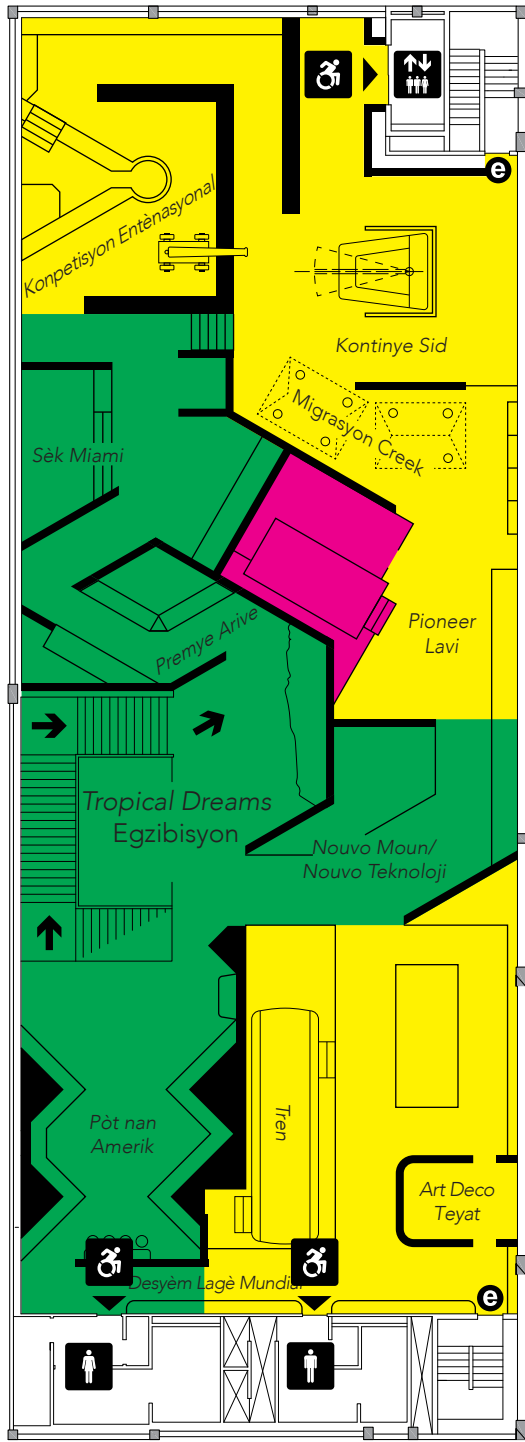 e
Konpetisyon Entènasyonal
Kontinye Sid
Migrasyon Creek
Sèk Miami
Pioneer
Lavi
Premye Arive
Tropical Dreams
Egzibisyon
Nouvo Moun/
Nouvo Teknoloji
Pòt nan
Amerik
Tren
Art Deco
Teyat
Desyèm Lagè Mundial
e